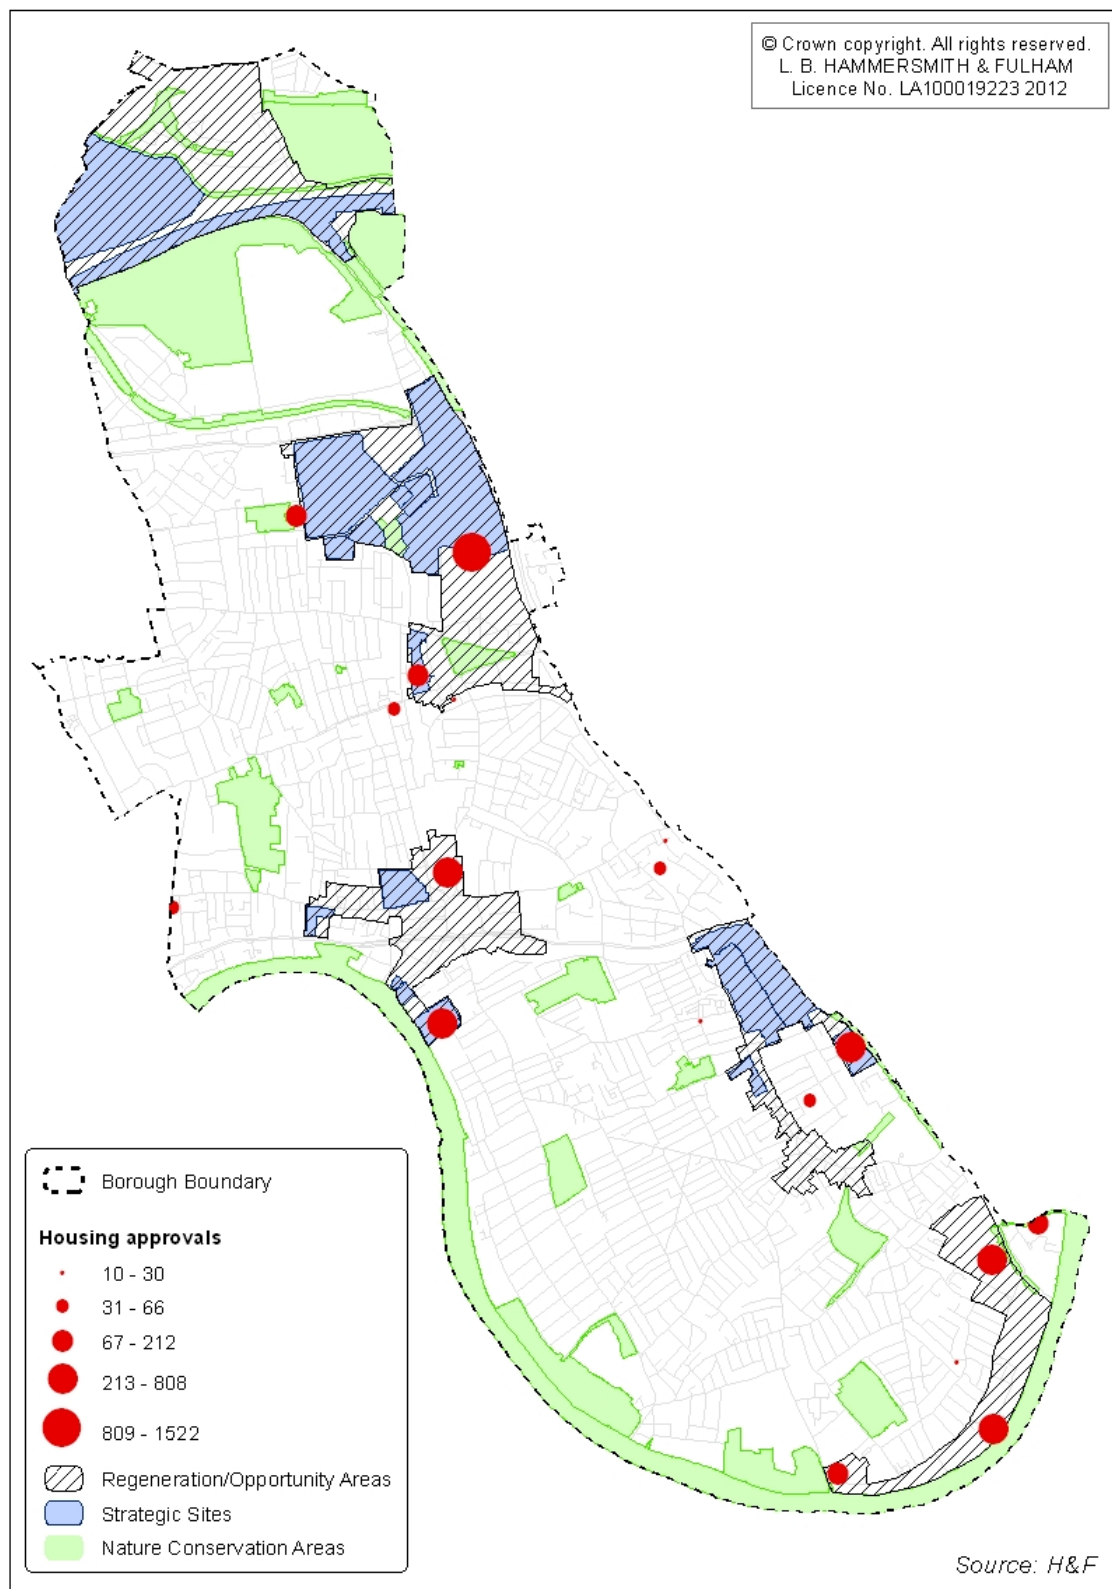 © Crown copyright. All rights reserved.
L. B. HAMMERSMITH & FULHAM
Licence No. LA100019223 2012
Borough Boundary
Housing approvals
10 - 30
31 - 66
67 - 212
213 - 808
809 - 1522
Regeneration/Opportunity Areas
Strategic Sites
Nature Conservation Areas
Source: H&F